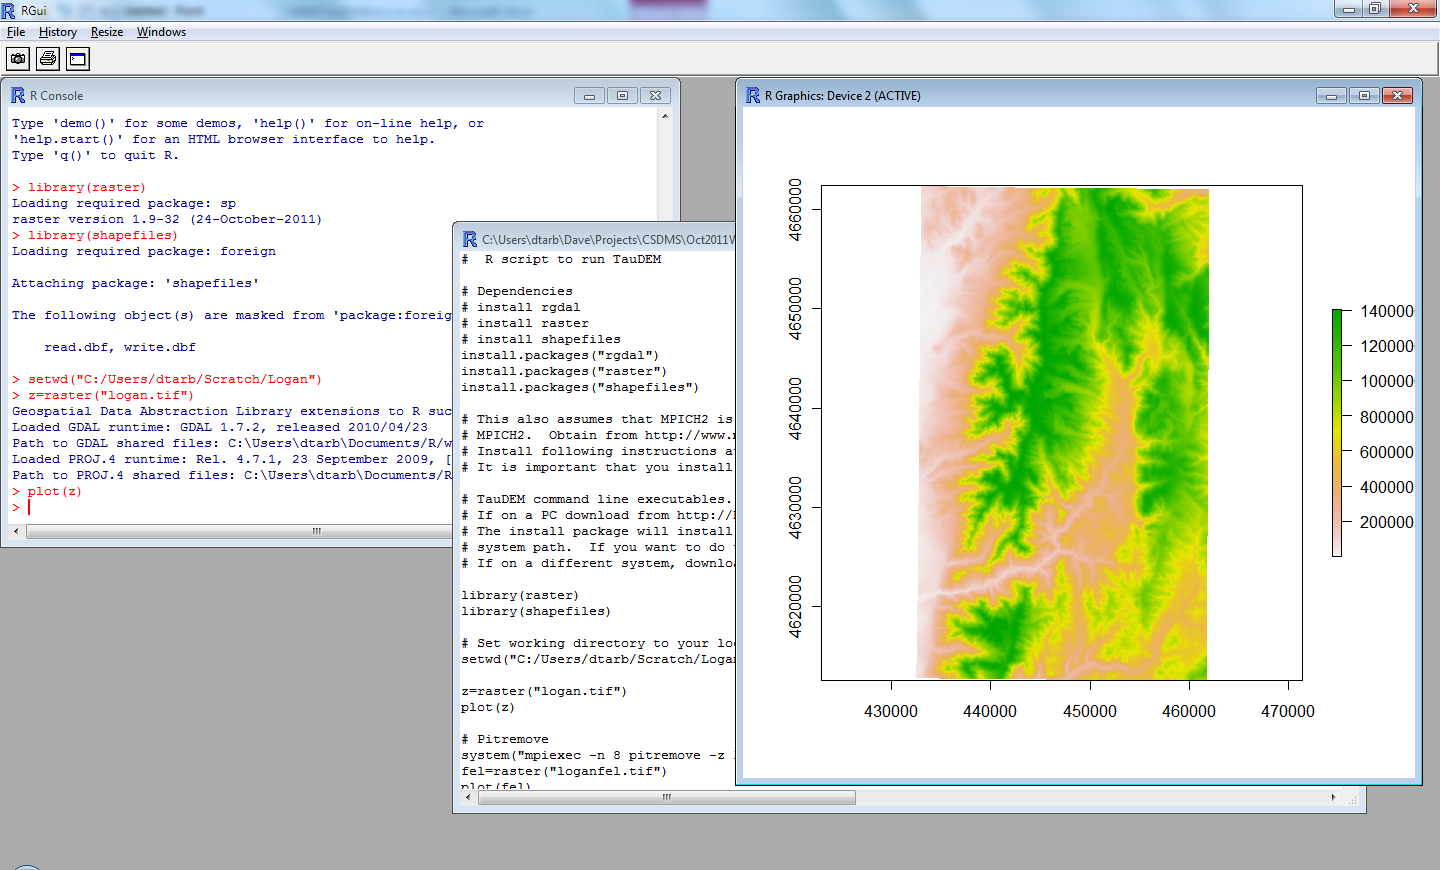 RGui
File History Resize Windows
R Console
Type 'demo()' for some demos, 'help()' for on-line help, or
'help.start()' for an HTML browser interface to help.
Type 'q()' to quit R.
> library(raster)
Loading required package: sp
raster version 1.9-32 (24-October-2011)
> library(shapefiles)
Loading required package: foreign
Attaching package: 'shapefiles'
The following object(s) are masked from 'package:foreig
read.dbf, write.dbf
> setwd("C:/Users/dtarb/Scratch/Logan")
> z=raster("logan.tif")
Geospatial Data Abstraction Library extensions to R suc
Loaded GDAL runtime: GDAL 1.7.2, released 2010/04/23
Path to GDAL shared files: C:\Users\dtarb\Documents/R/w
Loaded PROJ.4 runtime: Rel. 4.7.1, 23 September 2009, [
Path to PROJ.4 shared files: C:\Users\dtarb\Documents/R
> plot(z)
>
C:\Users\dtarb\Dave\Projects\CSDMS\Oct2011W
# R script to run TauDEM
# Dependencies
# install rgdal
# install raster
# install shapefiles
install.packages("rgdal")
install.packages("raster")
install.packages("shapefiles")
# This also assumes that MPICH2 is
# MPICH2. Obtain from http://www.
# Install following instructions a
# It is important that you install
# TauDEM command line executables.
# If on a PC download from http://
# The install package will install
# system path. If you want to do
# If on a different system, downloa
library(raster)
library(shapefiles)
# Set working directory to your lo
setwd("C:/Users/dtarb/Scratch/Logan
z=raster("logan.tif")
plot(z)
# Pitremove
system("mpiexec -n 8 pitremove -z
fel=raster("loganfel.tif")
plot(fel)
R Graphics: Device 2 (ACTIVE)
4660000
4650000
4640000
4630000
4620000
430000 440000 450000 460000 470000
140000
120000
100000
800000
600000
400000
200000